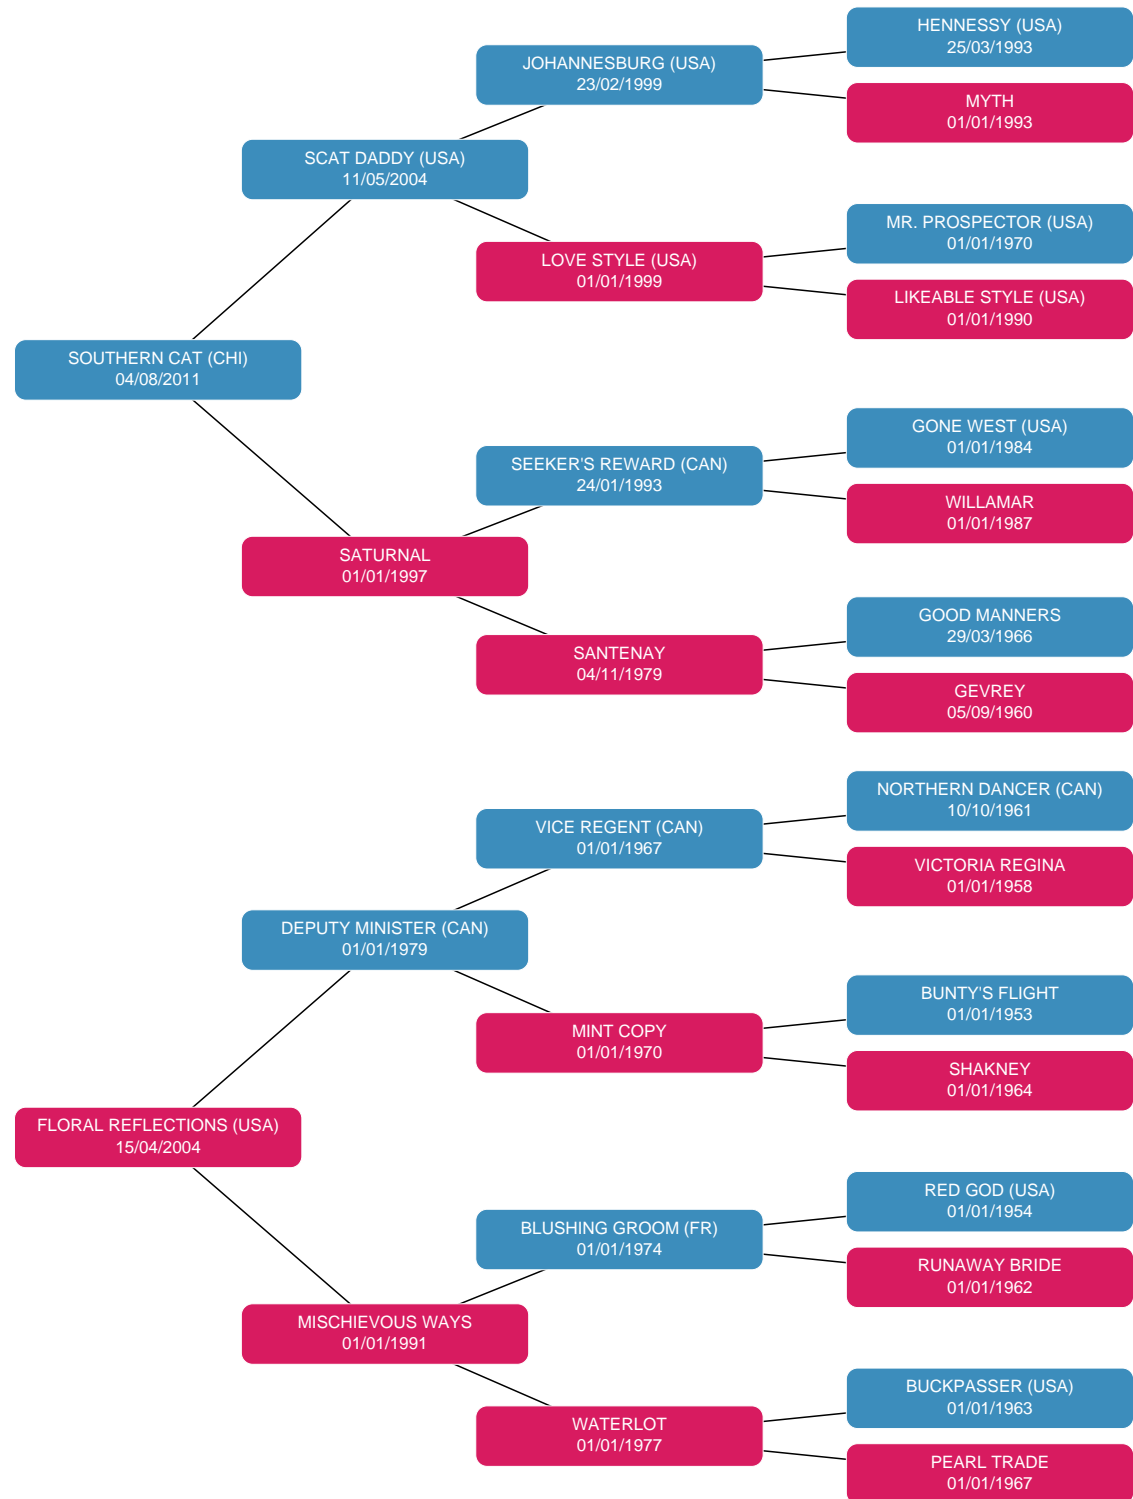 HENNESSY (USA)
25/03/1993
JOHANNESBURG (USA)
23/02/1999
MYTH
01/01/1993
SCAT DADDY (USA)
11/05/2004
MR. PROSPECTOR (USA)
01/01/1970
LOVE STYLE (USA)
01/01/1999
LIKEABLE STYLE (USA)
01/01/1990
SOUTHERN CAT (CHI)
04/08/2011
GONE WEST (USA)
01/01/1984
SEEKER'S REWARD (CAN)
24/01/1993
WILLAMAR
01/01/1987
SATURNAL
01/01/1997
GOOD MANNERS
29/03/1966
SANTENAY
04/11/1979
GEVREY
05/09/1960
NORTHERN DANCER (CAN)
10/10/1961
VICE REGENT (CAN)
01/01/1967
VICTORIA REGINA
01/01/1958
DEPUTY MINISTER (CAN)
01/01/1979
BUNTY'S FLIGHT
01/01/1953
MINT COPY
01/01/1970
SHAKNEY
01/01/1964
FLORAL REFLECTIONS (USA)
15/04/2004
RED GOD (USA)
01/01/1954
BLUSHING GROOM (FR)
01/01/1974
RUNAWAY BRIDE
01/01/1962
MISCHIEVOUS WAYS
01/01/1991
BUCKPASSER (USA)
01/01/1963
WATERLOT
01/01/1977
PEARL TRADE
01/01/1967